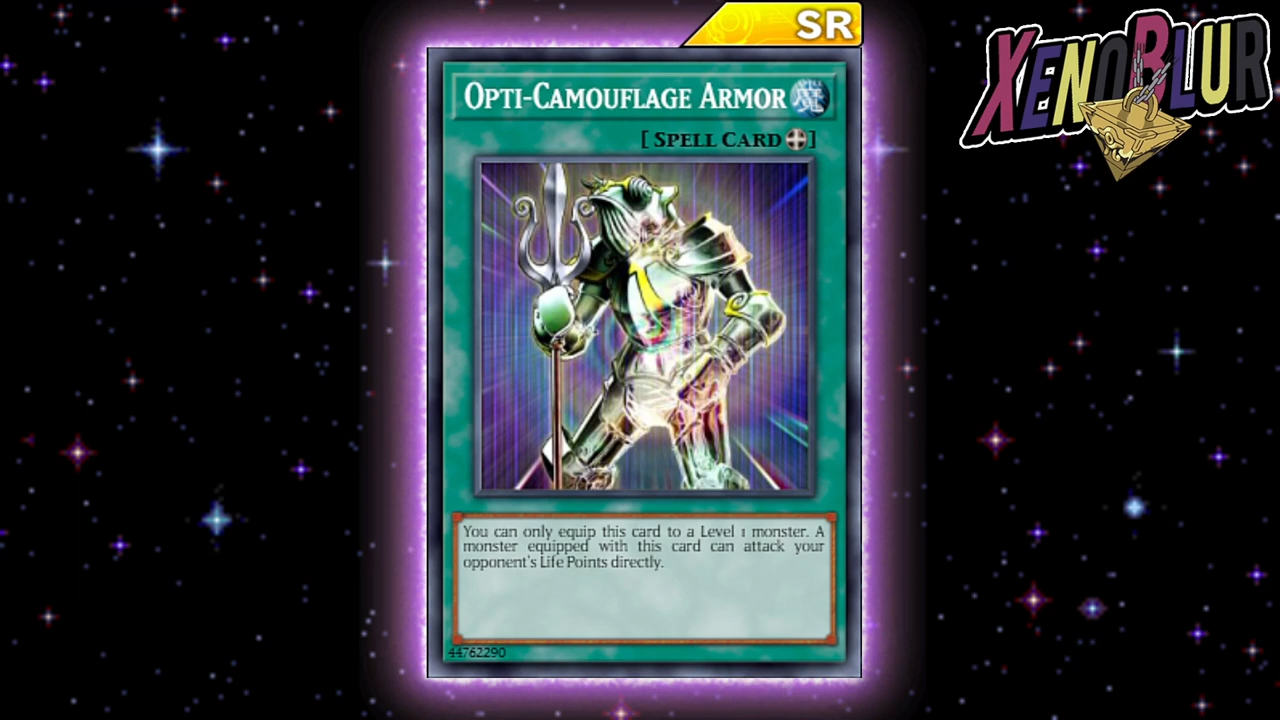 SR
XENOBLUR
OPTI-CAMOUFLAGE ARMOR
[ SPELL CARD ]
You can only equip this card to a Level 1 monster. A
monster equipped with this card can attack your
opponent's Life Points directly.
44762290